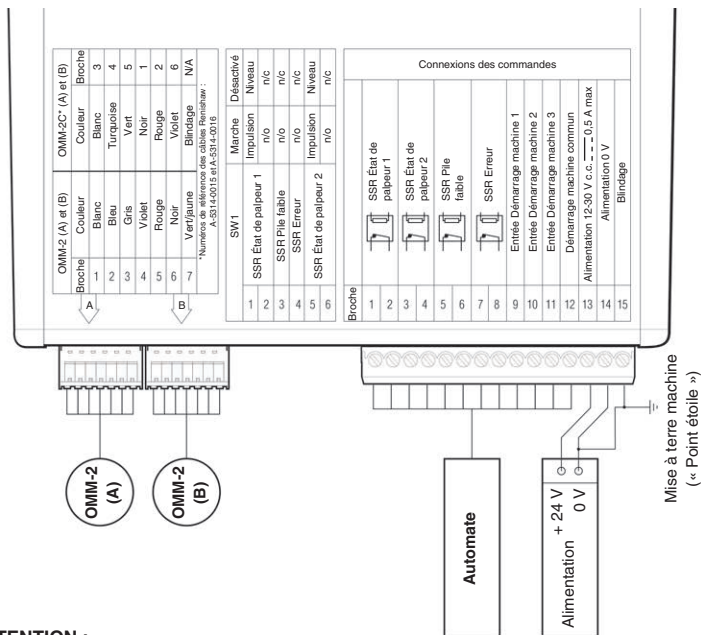 OMM-2 (A) et (B) OMM-2C* (A) et (B)
Broche Couleur Couleur Broche
1 Blanc Blanc 3
2 Bleu Turquoise 4
3 Gris Vert 5
4 Violet Noir 1
5 Rouge Rouge 2
6 Noir Violet 6
7 Vert/jaune Blindage N/A
*Numéros de référence des câbles Renishaw :
A-5314-0015 et A-5314-0016
A
B
SW1 Marche Désactivé
1 SSR État de palpeur 1 Impulsion Niveau
2 n/o n/c
3 SSR Pile faible n/o n/c
4 SSR Erreur n/o n/c
5 SSR État de palpeur 2 Impulsion Niveau
6 n/o n/c
Broche Connexions des commandes
1 SSR État de
2 palpeur 1
3 SSR État de
4 palpeur 2
5 SSR Pile
6 faible
7 SSR Erreur
8
9 Entrée Démarrage machine 1
10 Entrée Démarrage machine 2
11 Entrée Démarrage machine 3
12 Démarrage machine commun
13 Alimentation 12-30 V c.c. 0,5 A max
14 Alimentation 0 V
15 Blindage
OMM-2
(A)
OMM-2
(B)
Automate
Alimentation + 24 V
0 V
Mise à terre machine
(« Point étoile »)
TENTION :